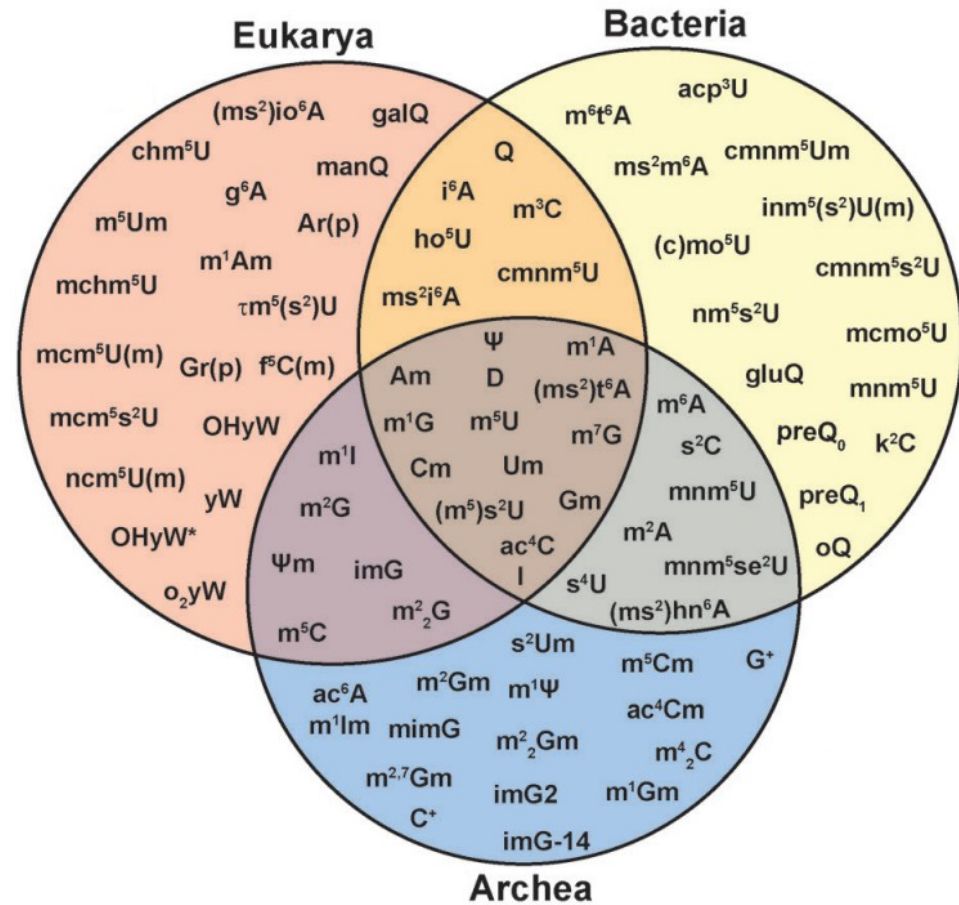 Eukarya
Bacteria
(ms²)io⁶A
galQ
chm⁵U
manQ
g⁶A
m⁵Um
Ar(p)
m¹Am
mchm⁵U
τm⁵(s²)U
mcm⁵U(m)
Gr(p)
f⁵C(m)
mcm⁵s²U
OHyW
ncm⁵U(m)
yW
OHyW*
o₂yW
Q
i⁶A
m³C
ho⁵U
cmnm⁵U
ms²i⁶A
acp³U
m⁶t⁶A
cmnm⁵Um
ms²m⁶A
inm⁵(s²)U(m)
(c)mo⁵U
cmnm⁵s²U
nm⁵s²U
mcmo⁵U
gluQ
mnm⁵U
preQ₀
k²C
preQ₁
oQ
Ψ
m¹A
Am
D
(ms²)t⁶A
m¹G
m⁵U
m⁷G
Cm
Um
(m⁵)s²U
Gm
ac⁴C
I
m¹I
m²G
Ψm
imG
m²₂G
m⁵C
m⁶A
s²C
mnm⁵U
m²A
mnm⁵se²U
s⁴U
(ms²)hn⁶A
s²Um
m⁵Cm
G⁺
ac⁶A
m²Gm
m¹Ψ
m¹Im
mimG
ac⁴Cm
m²₂Gm
m⁴₂C
m²,⁷Gm
imG2
m¹Gm
C⁺
imG-14
Archea